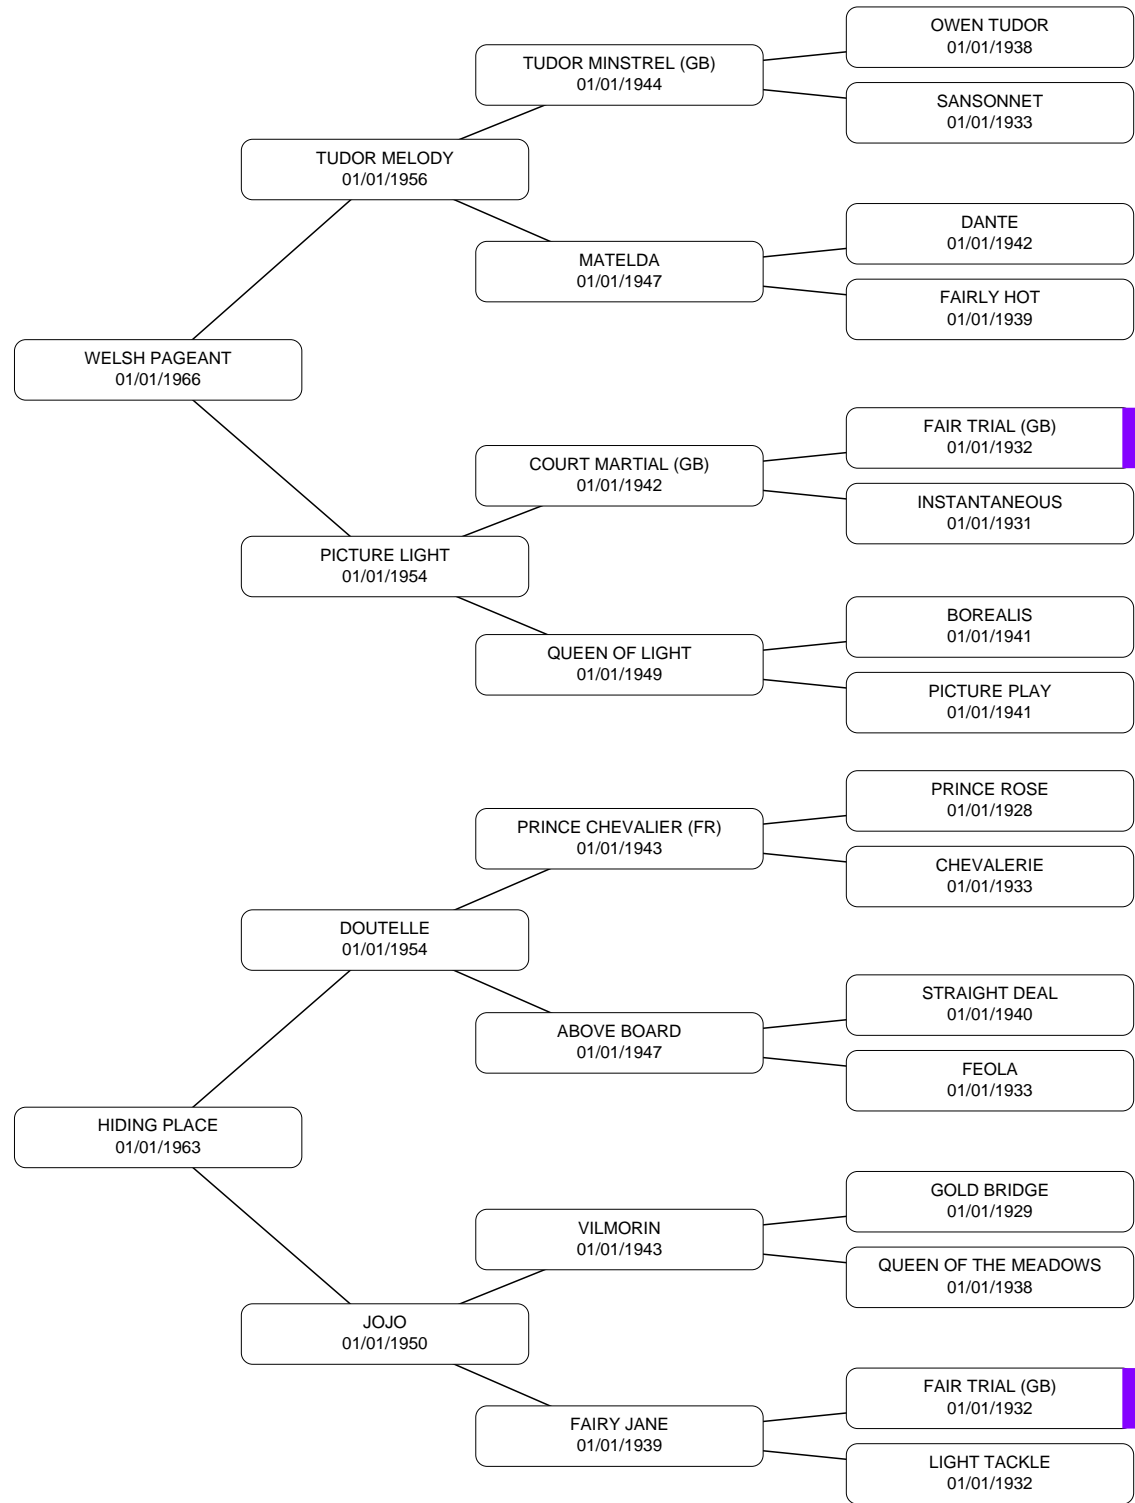 OWEN TUDOR
01/01/1938
TUDOR MINSTREL (GB)
01/01/1944
SANSONNET
01/01/1933
TUDOR MELODY
01/01/1956
DANTE
01/01/1942
MATELDA
01/01/1947
FAIRLY HOT
01/01/1939
WELSH PAGEANT
01/01/1966
FAIR TRIAL (GB)
01/01/1932
COURT MARTIAL (GB)
01/01/1942
INSTANTANEOUS
01/01/1931
PICTURE LIGHT
01/01/1954
BOREALIS
01/01/1941
QUEEN OF LIGHT
01/01/1949
PICTURE PLAY
01/01/1941
PRINCE ROSE
01/01/1928
PRINCE CHEVALIER (FR)
01/01/1943
CHEVALERIE
01/01/1933
DOUTELLE
01/01/1954
STRAIGHT DEAL
01/01/1940
ABOVE BOARD
01/01/1947
FEOLA
01/01/1933
HIDING PLACE
01/01/1963
GOLD BRIDGE
01/01/1929
VILMORIN
01/01/1943
QUEEN OF THE MEADOWS
01/01/1938
JOJO
01/01/1950
FAIR TRIAL (GB)
01/01/1932
FAIRY JANE
01/01/1939
LIGHT TACKLE
01/01/1932